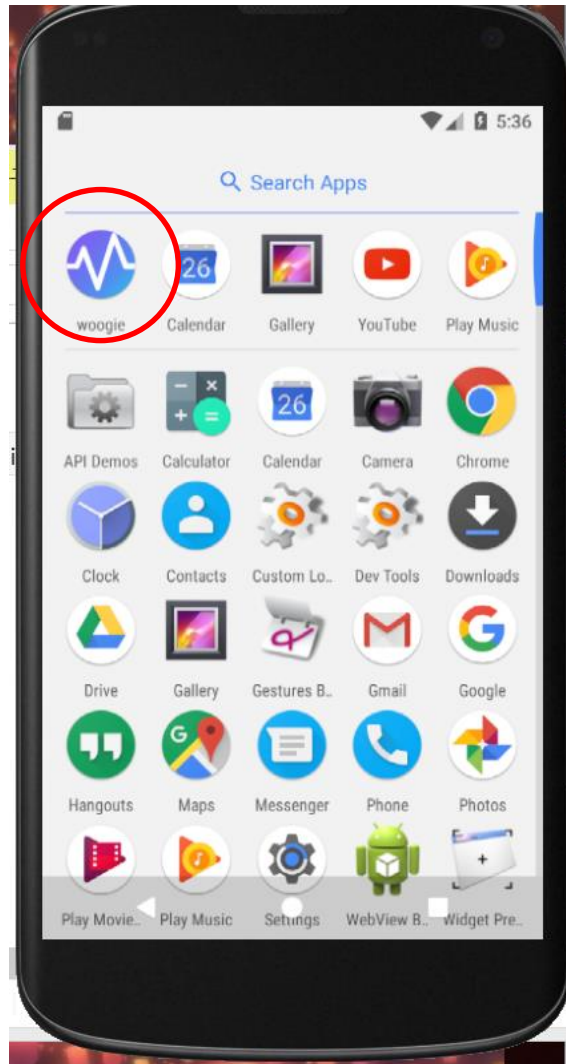 5:36
Search Apps
26
woogie Calendar Gallery YouTube Play Music
26
API Demos Calculator Calendar Camera Chrome
Clock Contacts Custom Lo.. Dev Tools Downloads
Drive Gallery Gestures B.. Gmail Google
G
Hangouts Maps Messenger Phone Photos
Play Movie.. Play Music Settings WebView B.. Widget Pre..